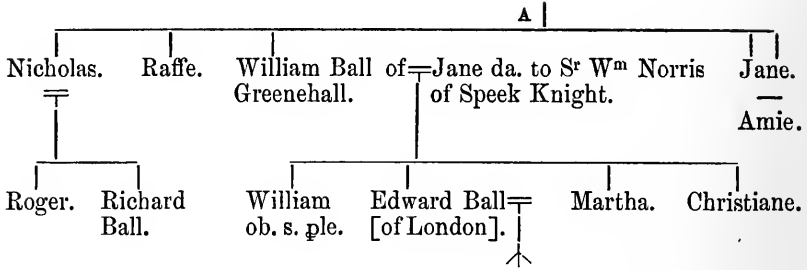 A
Nicholas. Raffe. William Ball of Jane da. to Sr Wm Norris Jane.
Greenehall. of Speek Knight.
Amie.
Roger. Richard William Edward Ball Martha. Christiane.
Ball. ob. s. ꝑle. [of London].